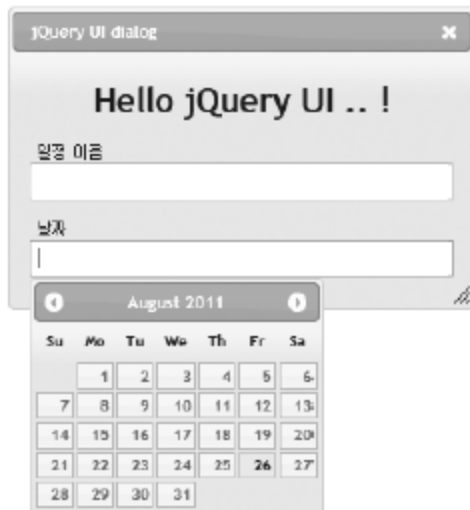 jQuery UI dialog
Hello jQuery UI .. !
일정 이름
날짜
August 2011
Su Mo Tu We Th Fr Sa
1 2 3 4 5 6
7 8 9 10 11 12 13
14 15 16 17 18 19 20
21 22 23 24 25 26 27
28 29 30 31